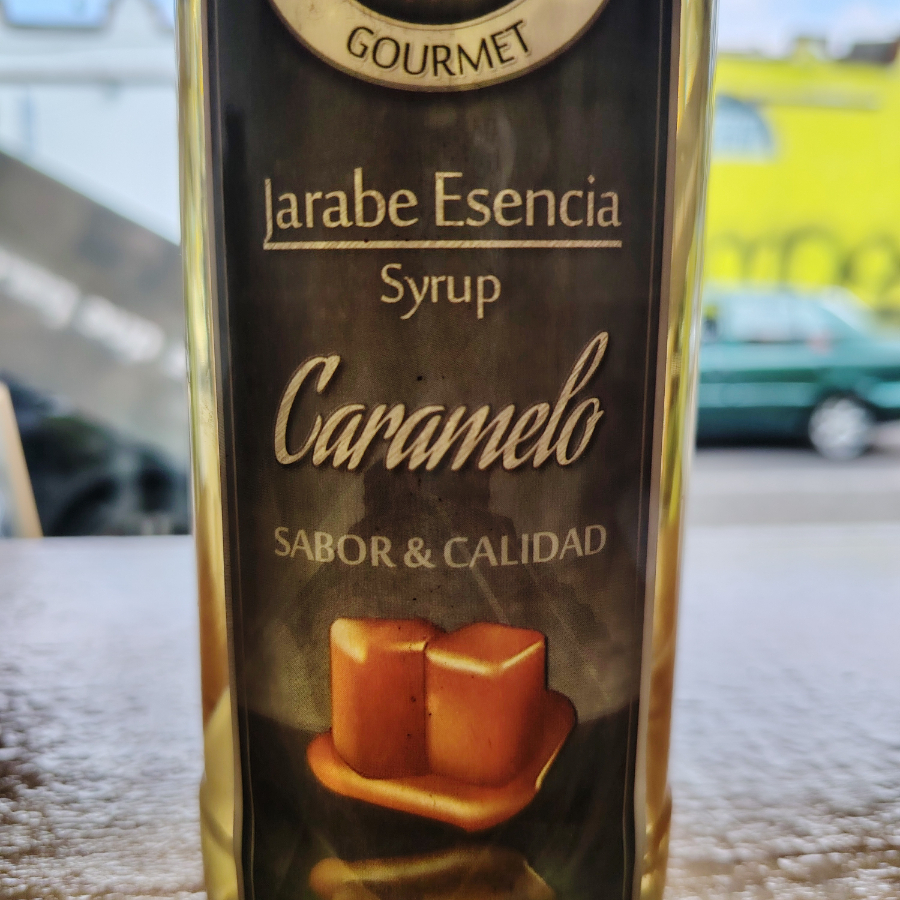 GOURMET
Jarabe Esencia
Syrup
Caramelo
SABOR & CALIDAD